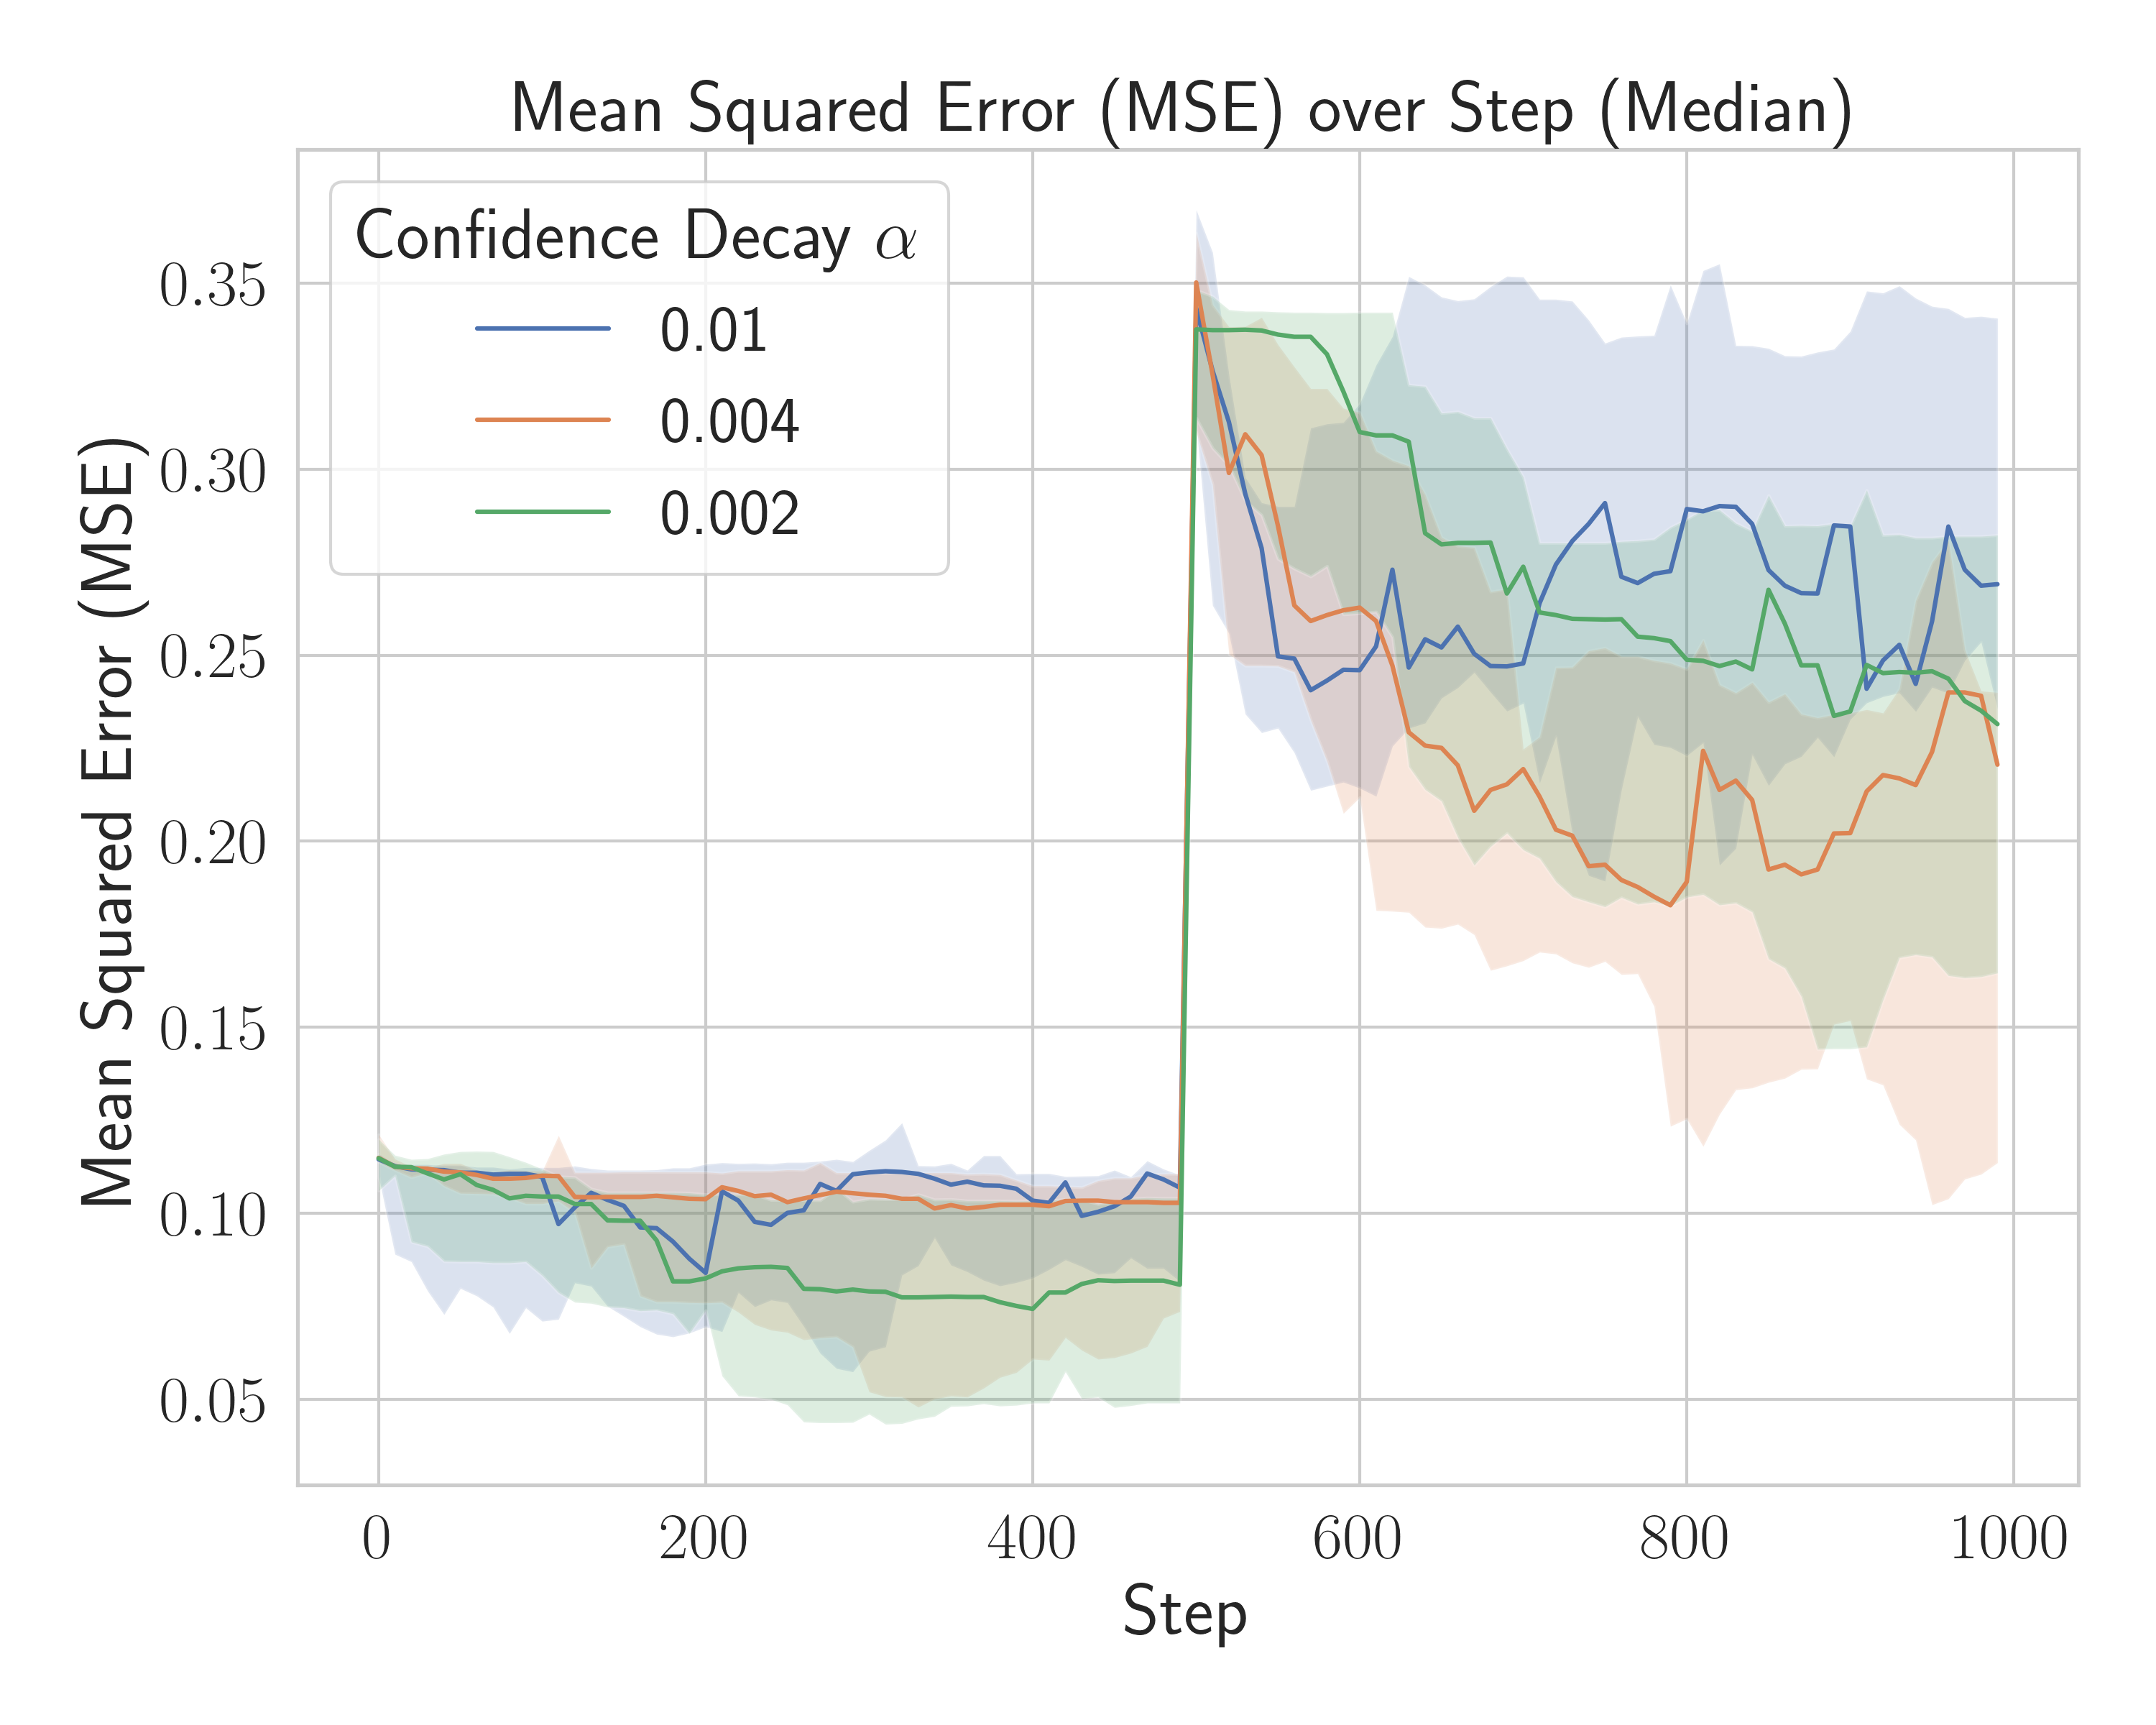 Mean Squared Error (MSE) over Step (Median)
Confidence Decay α
0.01
0.004
0.002
Mean Squared Error (MSE)
0.35
0.30
0.25
0.20
0.15
0.10
0.05
0 200 400 600 800 1000
Step